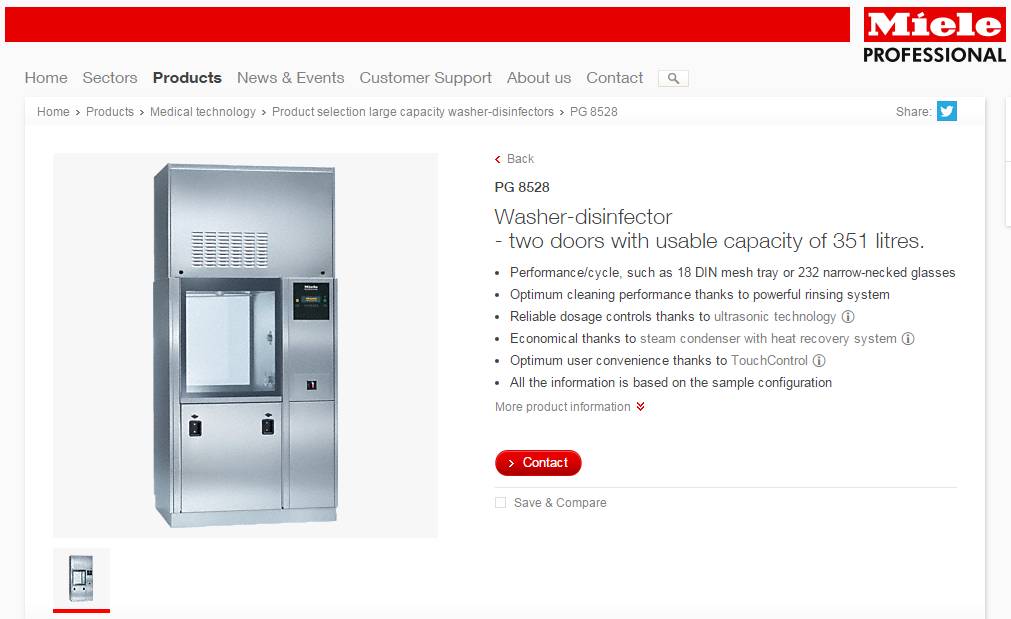 Miele
PROFESSIONAL
Home Sectors Products News & Events Customer Support About us Contact
Home › Products › Medical technology › Product selection large capacity washer-disinfectors › PG 8528
Share:
Back
PG 8528
Washer-disinfector
- two doors with usable capacity of 351 litres.
• Performance/cycle, such as 18 DIN mesh tray or 232 narrow-necked glasses
• Optimum cleaning performance thanks to powerful rinsing system
• Reliable dosage controls thanks to ultrasonic technology
• Economical thanks to steam condenser with heat recovery system
• Optimum user convenience thanks to TouchControl
• All the information is based on the sample configuration
More product information
› Contact
Save & Compare
Miele